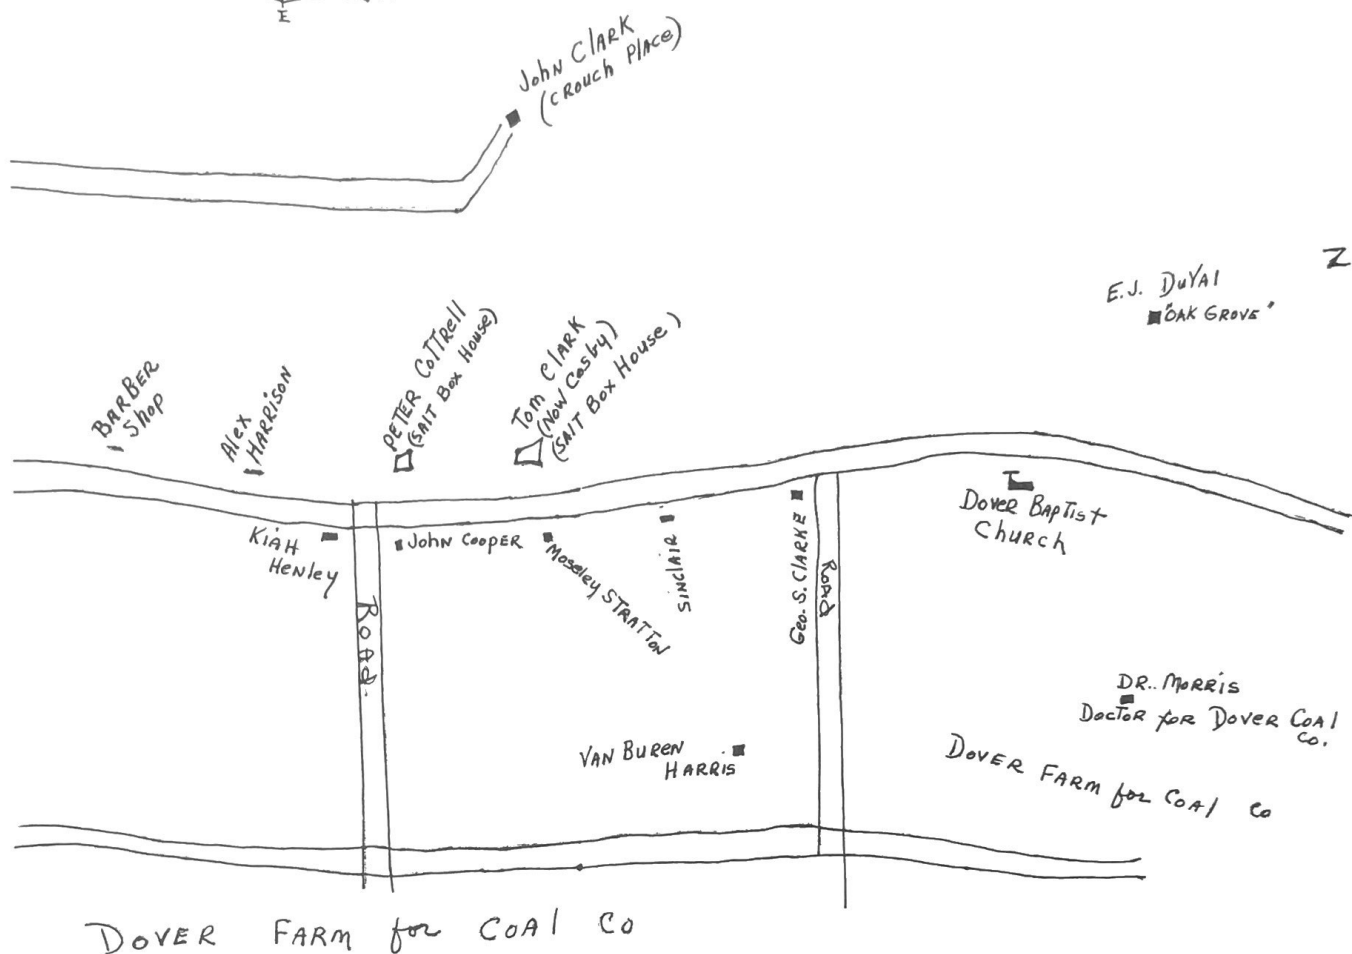 E
John Clark
(Crouch Place)
Z
E.J. DuVal
"Oak Grove"
Barber
Shop
Alex
Harrison
Peter Cottrell
(Salt Box House)
Tom Clark
(Now Cosby)
(Salt Box House)
Kiah
Henley
John Cooper
Moseley Stratton
Sinclair
Geo. S. Clarke
Road
Road
Dover Baptist
Church
Dr. Morris
Doctor for Dover Coal
Co.
Van Buren
Harris
Dover Farm for Coal Co
Dover Farm for Coal Co